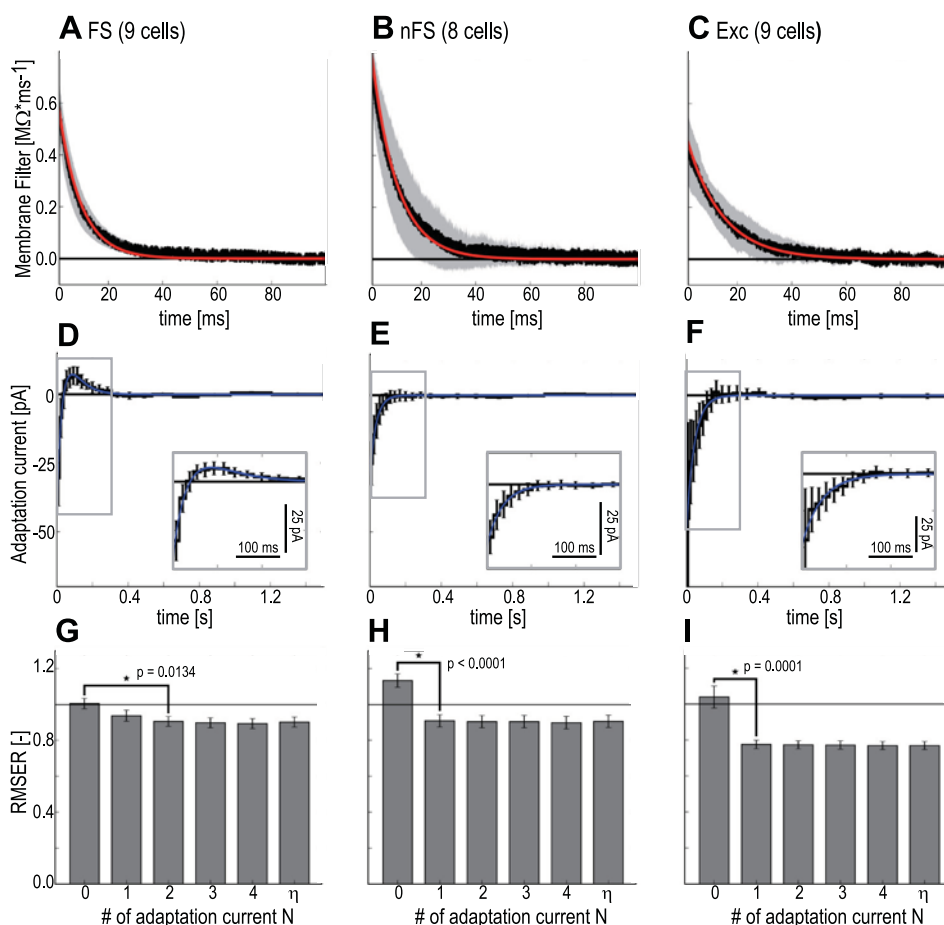 A FS (9 cells)
B nFS (8 cells)
C Exc (9 cells)
Membrane Filter [MΩ*ms-1]
0.6
0.4
0.2
0.0
0 20 40 60 80
0 20 40 60 80
0 20 40 60 80
time [ms]
time [ms]
time [ms]
D
E
F
Adaptation current [pA]
0
-25
-50
25 pA
100 ms
25 pA
100 ms
25 pA
100 ms
0 0.4 0.8 1.2
0 0.4 0.8 1.2
0 0.4 0.8 1.2
time [s]
time [s]
time [s]
G
H
I
RMSER [-]
1.2
0.8
0.4
0.0
* p = 0.0134
* p < 0.0001
* p = 0.0001
0 1 2 3 4 η
0 1 2 3 4 η
0 1 2 3 4 η
# of adaptation current N
# of adaptation current N
# of adaptation current N